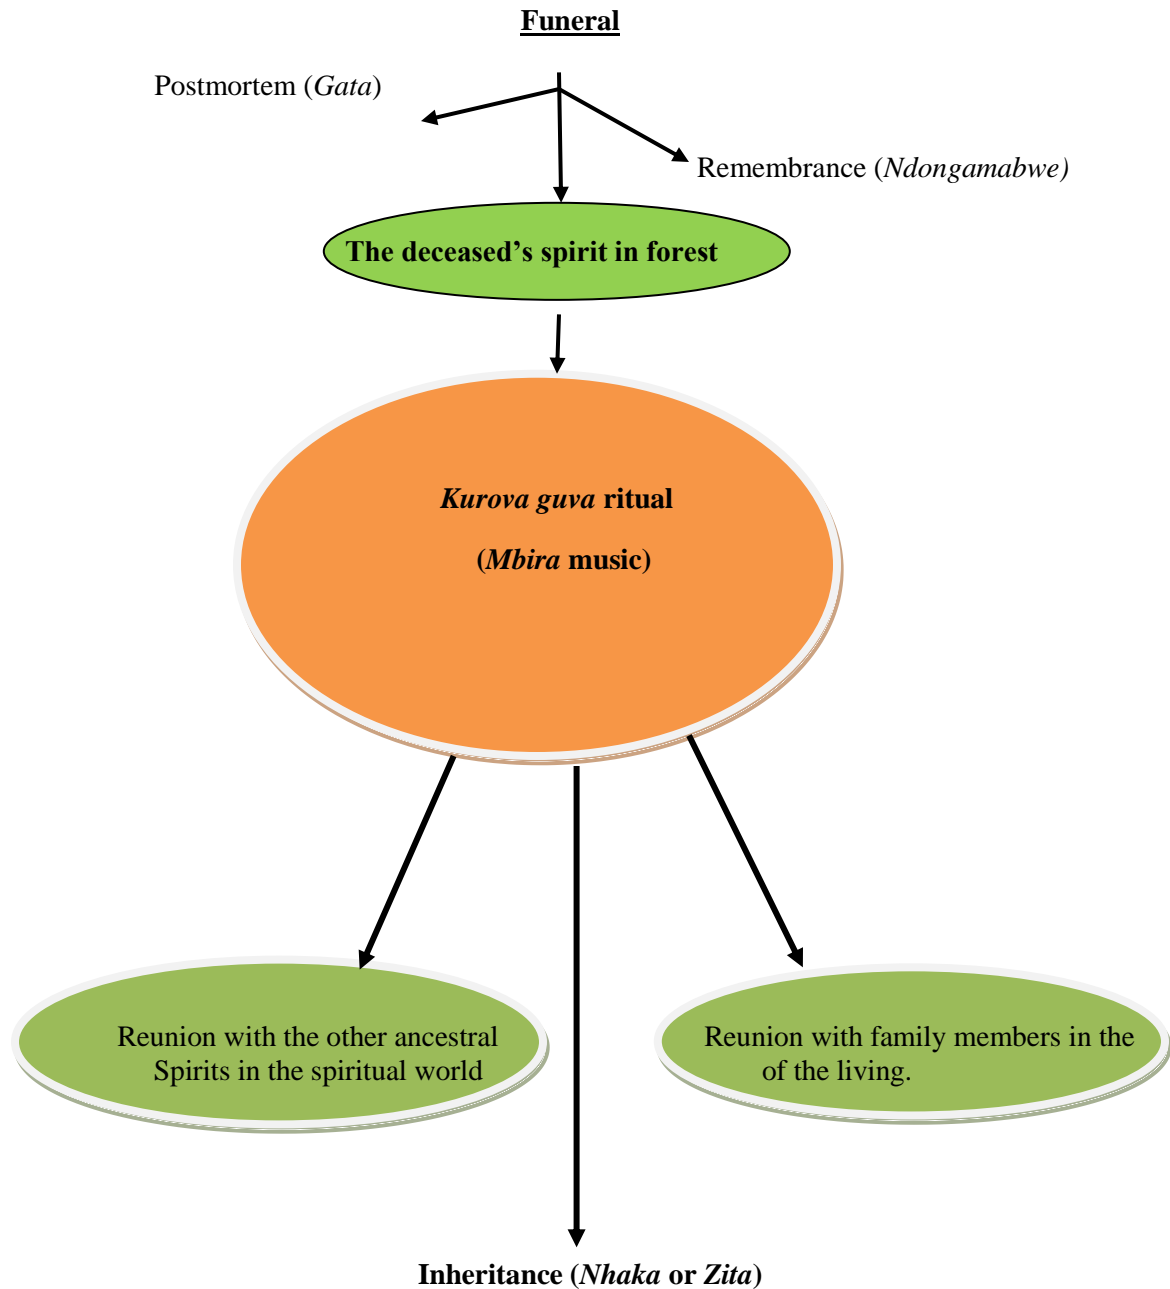 Funeral
Postmortem (Gata)
Remembrance (Ndongamabwe)
The deceased’s spirit in forest
Kurova guva ritual
(Mbira music)
Reunion with the other ancestral
Spirits in the spiritual world
Reunion with family members in the
of the living.
Inheritance (Nhaka or Zita)